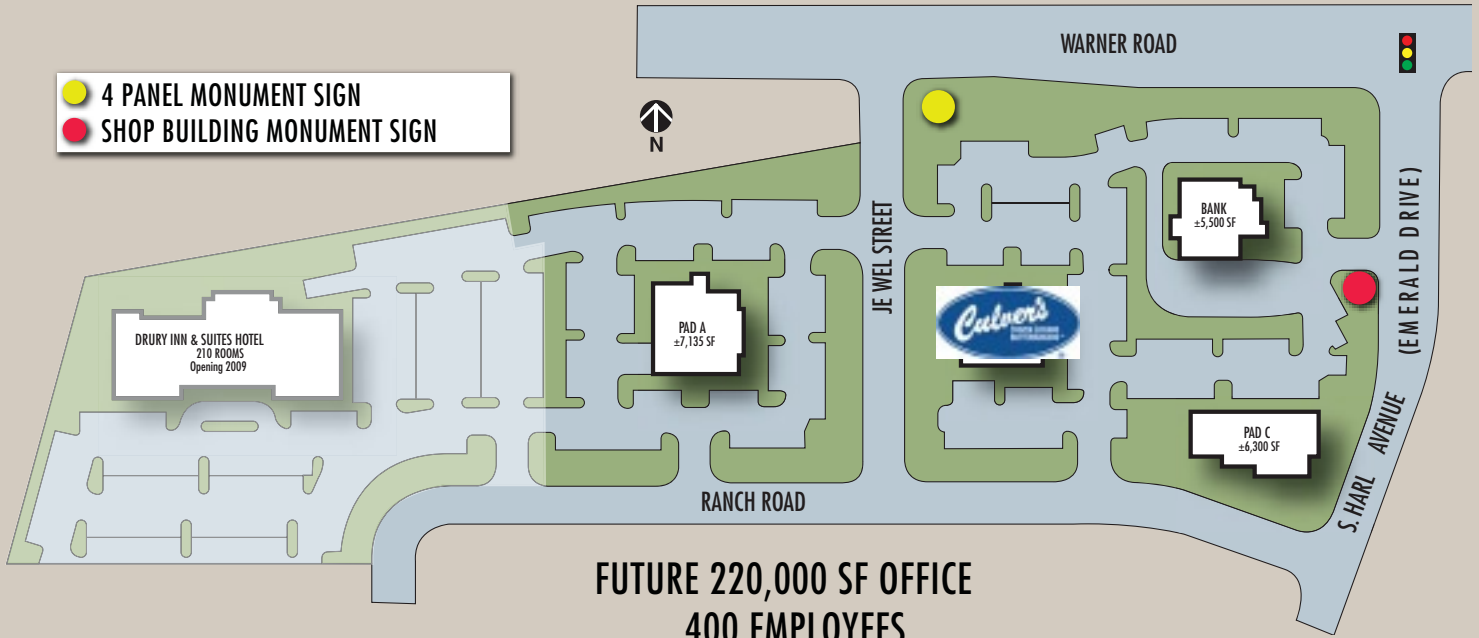 WARNER ROAD
4 PANEL MONUMENT SIGN
SHOP BUILDING MONUMENT SIGN
N
JE WEL STREET
(EMERALD DRIVE)
BANK
±5,500 SF
DRURY INN & SUITES HOTEL
210 ROOMS
Opening 2009
PAD A
±7,135 SF
Culver's
PAD C
±6,300 SF
S. HARL AVENUE
RANCH ROAD
FUTURE 220,000 SF OFFICE
400 EMPLOYEES